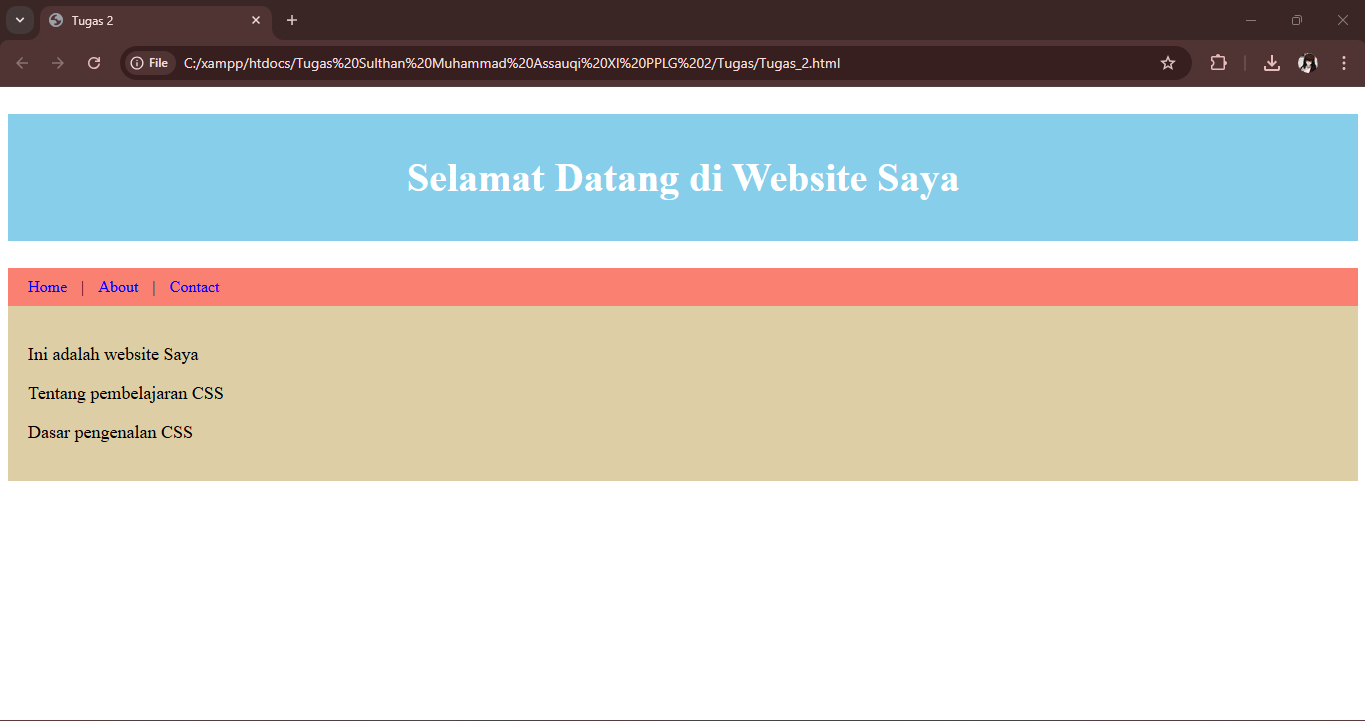 Tugas 2
File C:/xampp/htdocs/Tugas%20Sulthan%20Muhammad%20Assauqi%20XI%20PPLG%202/Tugas/Tugas_2.html
Selamat Datang di Website Saya
Home | About | Contact
Ini adalah website Saya
Tentang pembelajaran CSS
Dasar pengenalan CSS